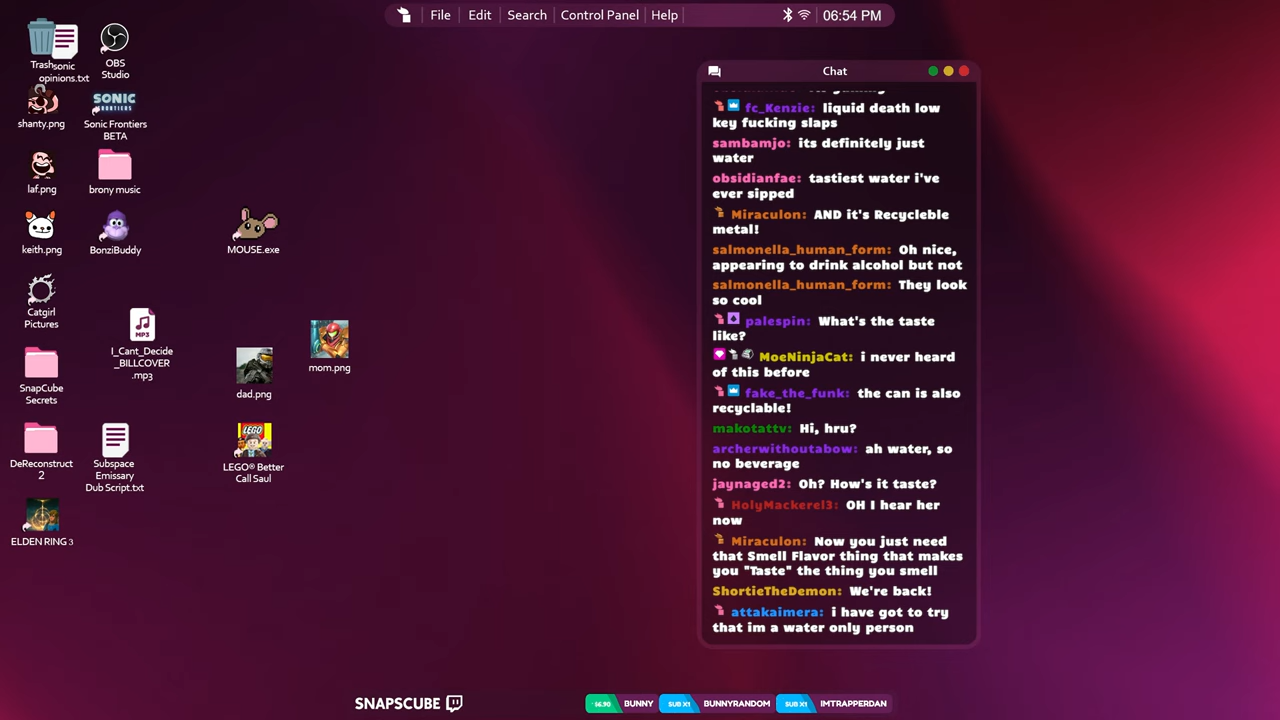 File Edit Search Control Panel Help 06:54 PM
Trash
sonic
opinions.txt
OBS
Studio
shanty.png
SONIC
FRONTIERS
Sonic Frontiers
BETA
laf.png
brony music
keith.png
BonziBuddy
MOUSE.exe
Catgirl
Pictures
MP3
I_Cant_Decide
_BILLCOVER
.mp3
dad.png
mom.png
SnapCube
Secrets
DeReconstruct
2
Subspace
Emissary
Dub Script.txt
LEGO
LEGO® Better
Call Saul
ELDEN RING 3
Chat
fc_Kenzie: liquid death low
key fucking slaps
sambamjo: its definitely just
water
obsidianfae: tastiest water i've
ever sipped
Miraculon: AND it's Recycleble
metal!
salmonella_human_form: Oh nice,
appearing to drink alcohol but not
salmonella_human_form: They look
so cool
palespin: What's the taste
like?
MoeNinjaCat: i never heard
of this before
fake_the_funk: the can is also
recyclable!
makotattv: Hi, hru?
archerwithoutabow: ah water, so
no beverage
jaynaged2: Oh? How's it taste?
HolyMackerel3: OH I hear her
now
Miraculon: Now you just need
that Smell Flavor thing that makes
you "Taste" the thing you smell
ShortieTheDemon: We're back!
attakaimera: i have got to try
that im a water only person
SNAPSCUBE
$6.90 BUNNY SUB X1 BUNNYRANDOM SUB X1 IMTRAPPERDAN